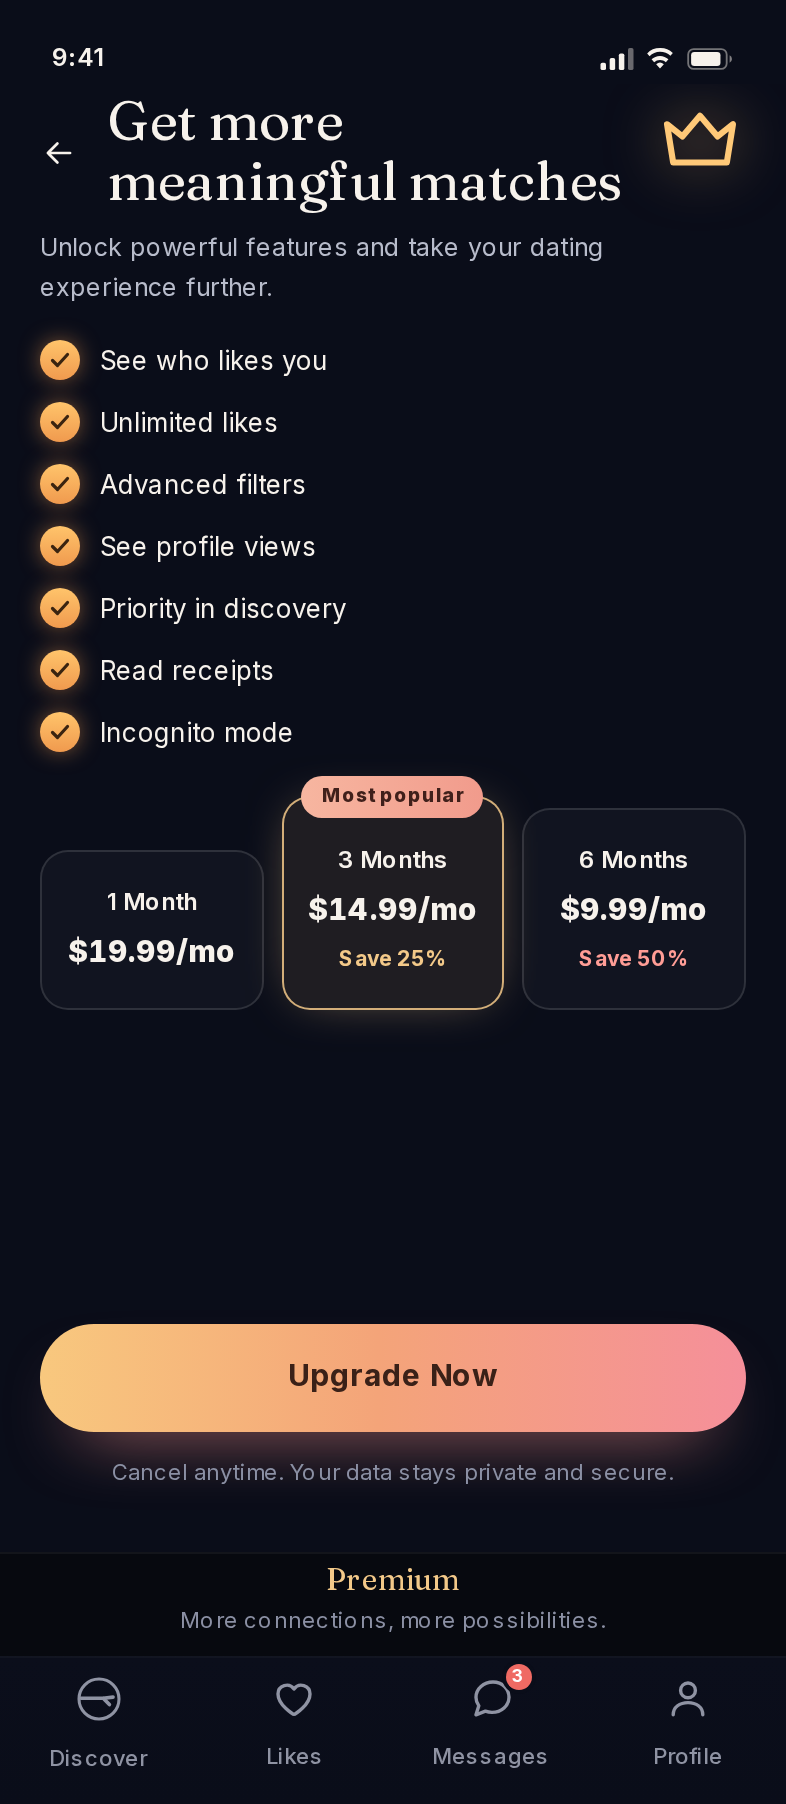 9:41
Get more
meaningful matches
Unlock powerful features and take your dating
experience further.
See who likes you
Unlimited likes
Advanced filters
See profile views
Priority in discovery
Read receipts
Incognito mode
Most popular
1 Month
$19.99/mo
3 Months
$14.99/mo
Save 25%
6 Months
$9.99/mo
Save 50%
Upgrade Now
Cancel anytime. Your data stays private and secure.
Premium
More connections, more possibilities.
3
Discover
Likes
Messages
Profile